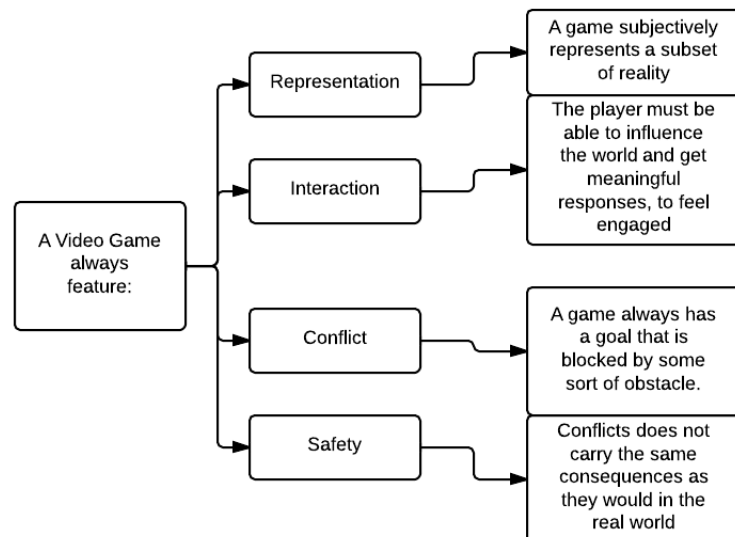 A Video Game
always
feature:
Representation
A game subjectively
represents a subset
of reality
Interaction
The player must be
able to influence
the world and get
meaningful
responses, to feel
engaged
Conflict
A game always has
a goal that is
blocked by some
sort of obstacle.
Safety
Conflicts does not
carry the same
consequences as
they would in the
real world